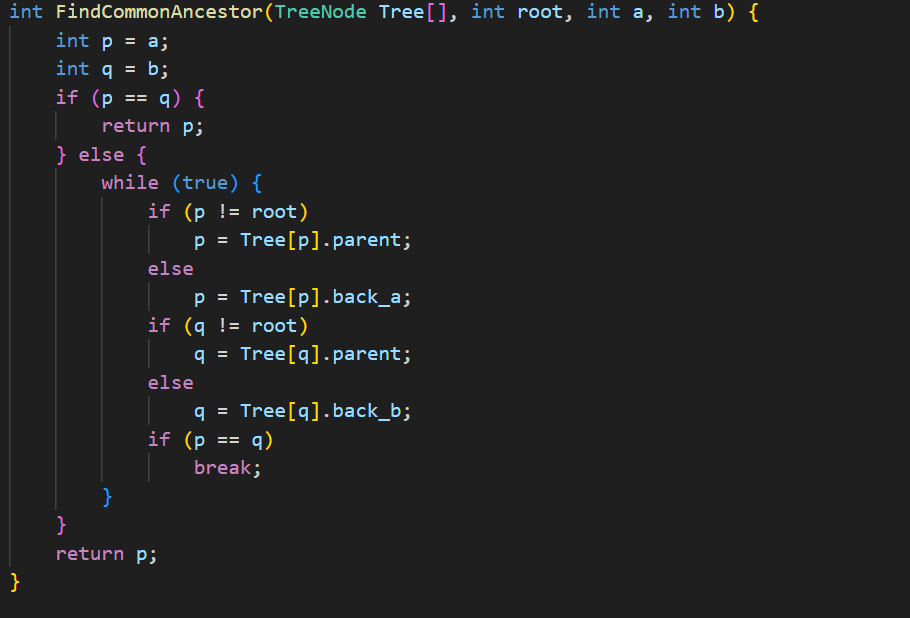 int FindCommonAncestor(TreeNode Tree[], int root, int a, int b) {
    int p = a;
    int q = b;
    if (p == q) {
        return p;
    } else {
        while (true) {
            if (p != root)
                p = Tree[p].parent;
            else
                p = Tree[p].back_a;
            if (q != root)
                q = Tree[q].parent;
            else
                q = Tree[q].back_b;
            if (p == q)
                break;
        }
    }
    return p;
}